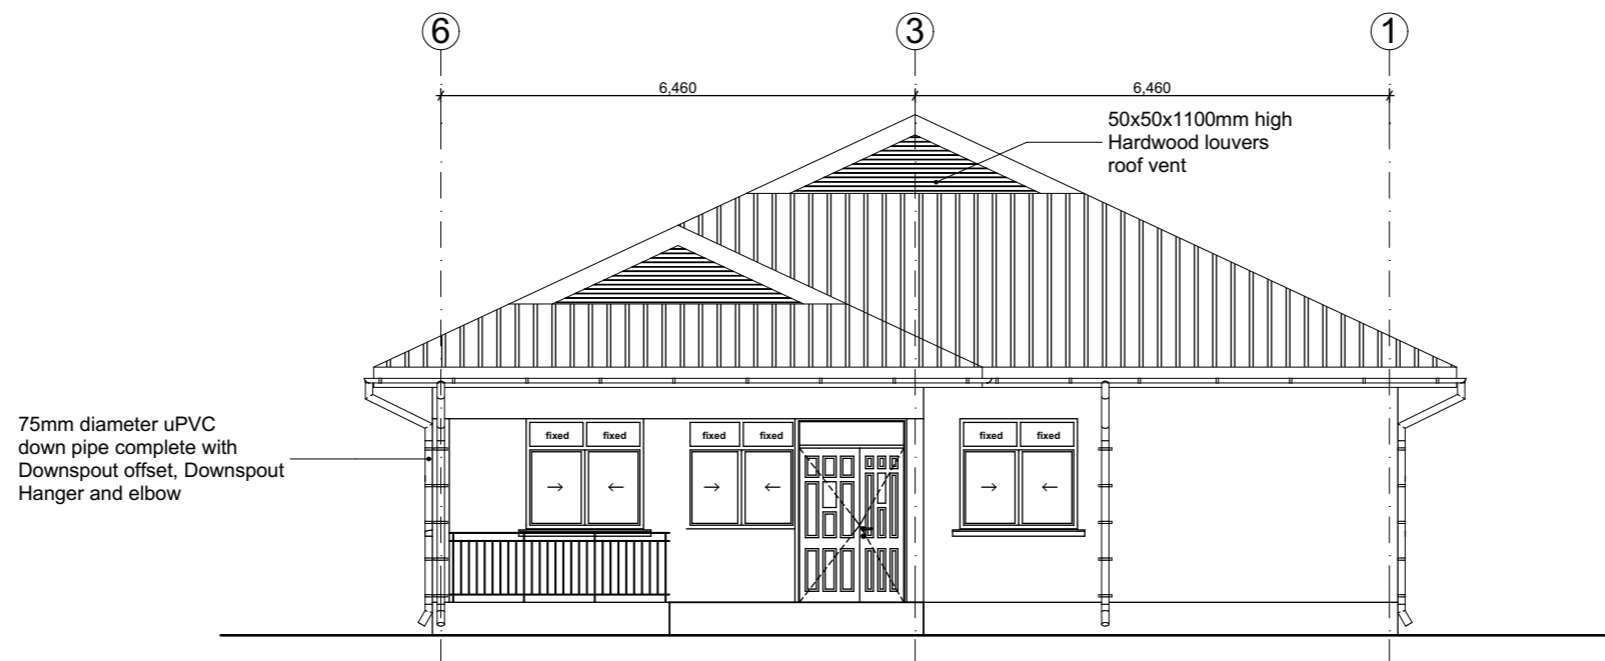 6 3 1
6,460 6,460
50x50x1100mm high
Hardwood louvers
roof vent
75mm diameter uPVC
down pipe complete with
Downspout offset, Downspout
Hanger and elbow
fixed fixed fixed fixed fixed fixed